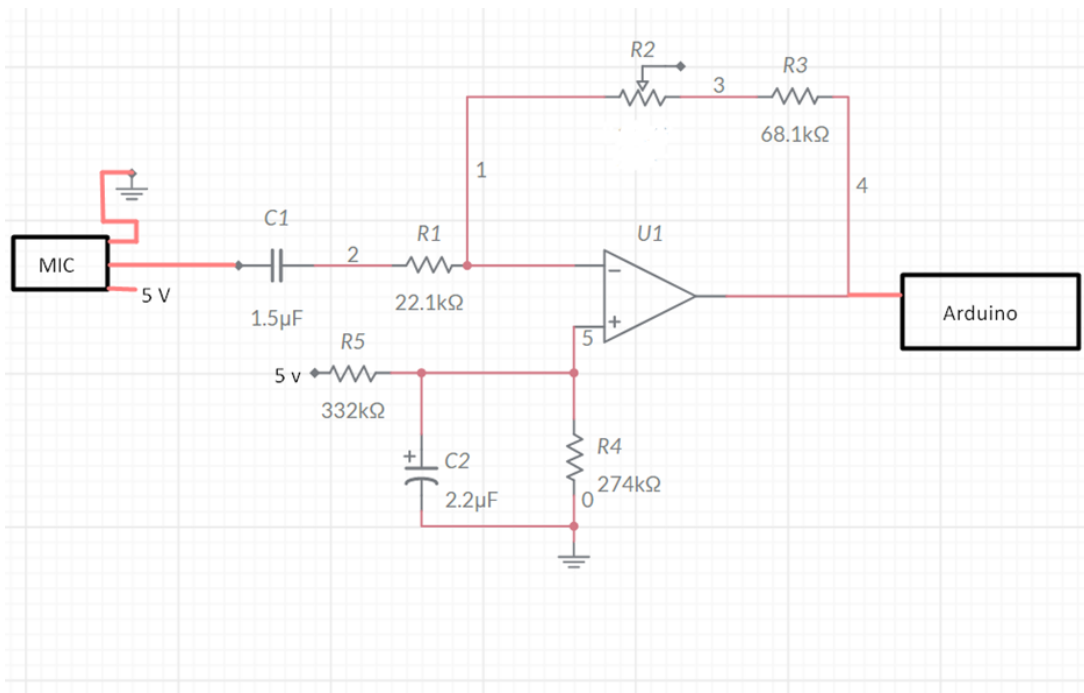 R2
3
R3
68.1kΩ
1
4
C1
2
R1
U1
MIC
5 V
22.1kΩ
1.5µF
Arduino
5
R5
5 v
332kΩ
+
C2
2.2µF
R4
274kΩ
0
−
+